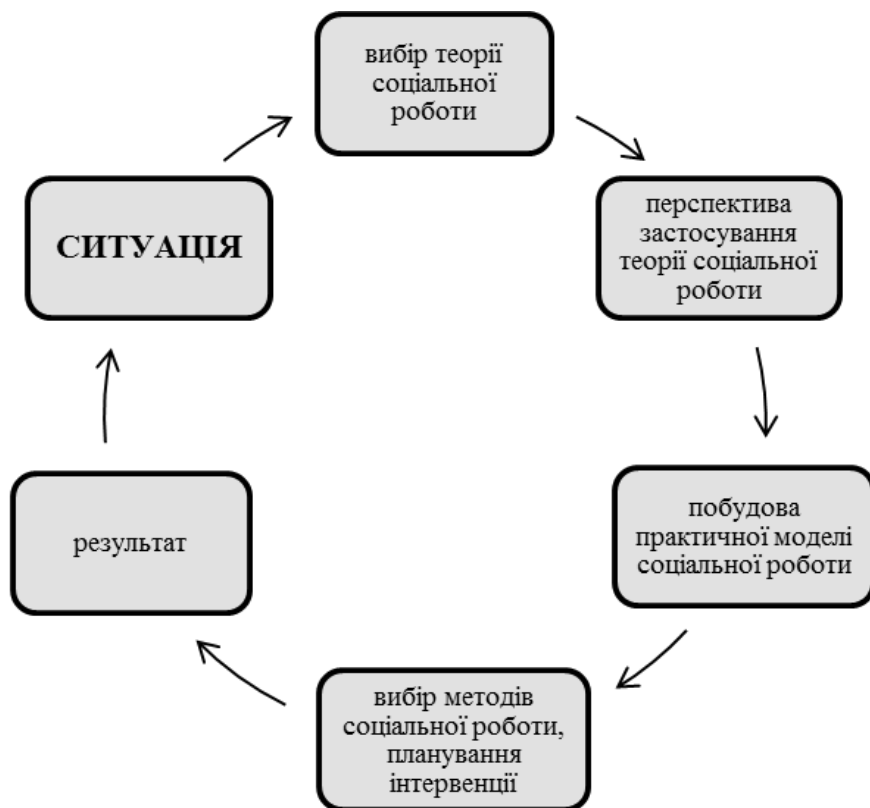 вибір теорії
соціальної
роботи
СИТУАЦІЯ
перспектива
застосування
теорії соціальної
роботи
результат
побудова
практичної моделі
соціальної роботи
вибір методів
соціальної роботи,
планування
інтервенції